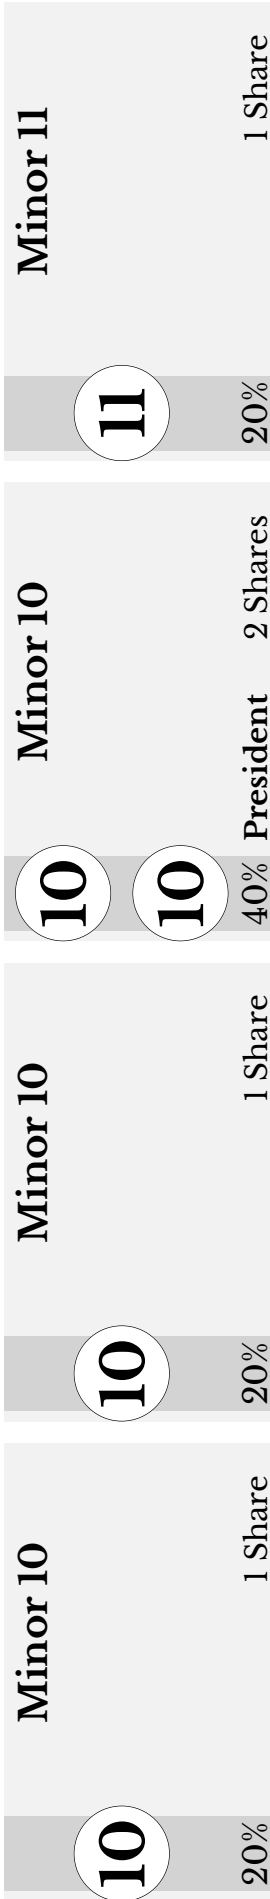 Minor 11
11
20%
1 Share
Minor 10
10
10
40%
President
2 Shares
Minor 10
10
20%
1 Share
Minor 10
10
20%
1 Share